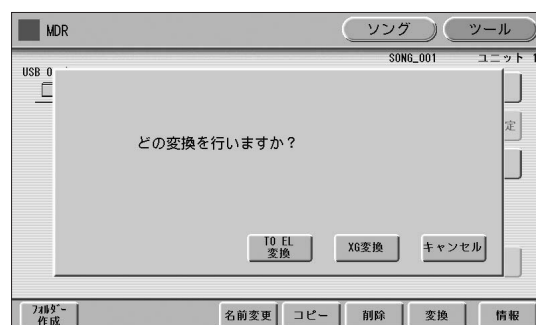 MDR
ソング
ツール
SONG_001
ユニット 1
USB 0
定
どの変換を行いますか？
TO EL
変換
XG変換
キャンセル
フォルダー
作成
名前変更
コピー
削除
変換
情報